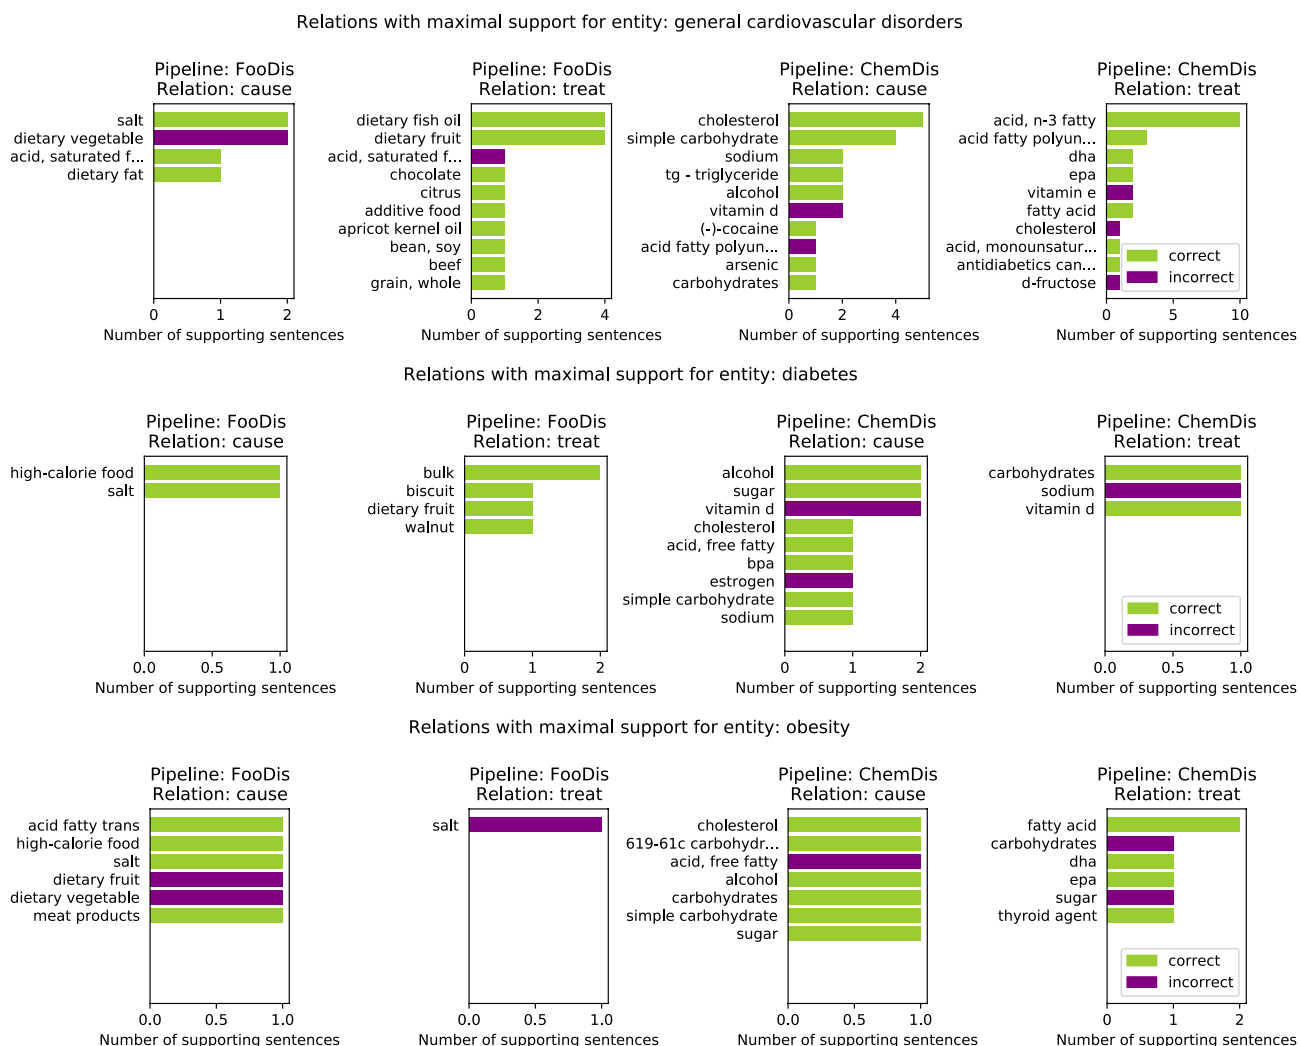 Relations with maximal support for entity: general cardiovascular disorders
Pipeline: FooDis
Relation: cause
salt
dietary vegetable
acid, saturated f...
dietary fat
0 1 2
Number of supporting sentences
Pipeline: FooDis
Relation: treat
dietary fish oil
dietary fruit
acid, saturated f...
chocolate
citrus
additive food
apricot kernel oil
bean, soy
beef
grain, whole
0 2 4
Number of supporting sentences
Pipeline: ChemDis
Relation: cause
cholesterol
simple carbohydrate
sodium
tg - triglyceride
alcohol
vitamin d
(-)-cocaine
acid fatty polyun...
arsenic
carbohydrates
0 2 4
Number of supporting sentences
Pipeline: ChemDis
Relation: treat
acid, n-3 fatty
acid fatty polyun...
dha
epa
vitamin e
fatty acid
cholesterol
acid, monounsatur...
antidiabetics can...
d-fructose
correct
incorrect
0 5 10
Number of supporting sentences
Relations with maximal support for entity: diabetes
Pipeline: FooDis
Relation: cause
high-calorie food
salt
0.0 0.5 1.0
Number of supporting sentences
Pipeline: FooDis
Relation: treat
bulk
biscuit
dietary fruit
walnut
0 1 2
Number of supporting sentences
Pipeline: ChemDis
Relation: cause
alcohol
sugar
vitamin d
cholesterol
acid, free fatty
bpa
estrogen
simple carbohydrate
sodium
0 1 2
Number of supporting sentences
Pipeline: ChemDis
Relation: treat
carbohydrates
sodium
vitamin d
correct
incorrect
0.0 0.5 1.0
Number of supporting sentences
Relations with maximal support for entity: obesity
Pipeline: FooDis
Relation: cause
acid fatty trans
high-calorie food
salt
dietary fruit
dietary vegetable
meat products
0.0 0.5 1.0
Number of supporting sentences
Pipeline: FooDis
Relation: treat
salt
0.0 0.5 1.0
Number of supporting sentences
Pipeline: ChemDis
Relation: cause
cholesterol
619-61c carbohydr...
acid, free fatty
alcohol
carbohydrates
simple carbohydrate
sugar
0.0 0.5 1.0
Number of supporting sentences
Pipeline: ChemDis
Relation: treat
fatty acid
carbohydrates
dha
epa
sugar
thyroid agent
correct
incorrect
0 1 2
Number of supporting sentences